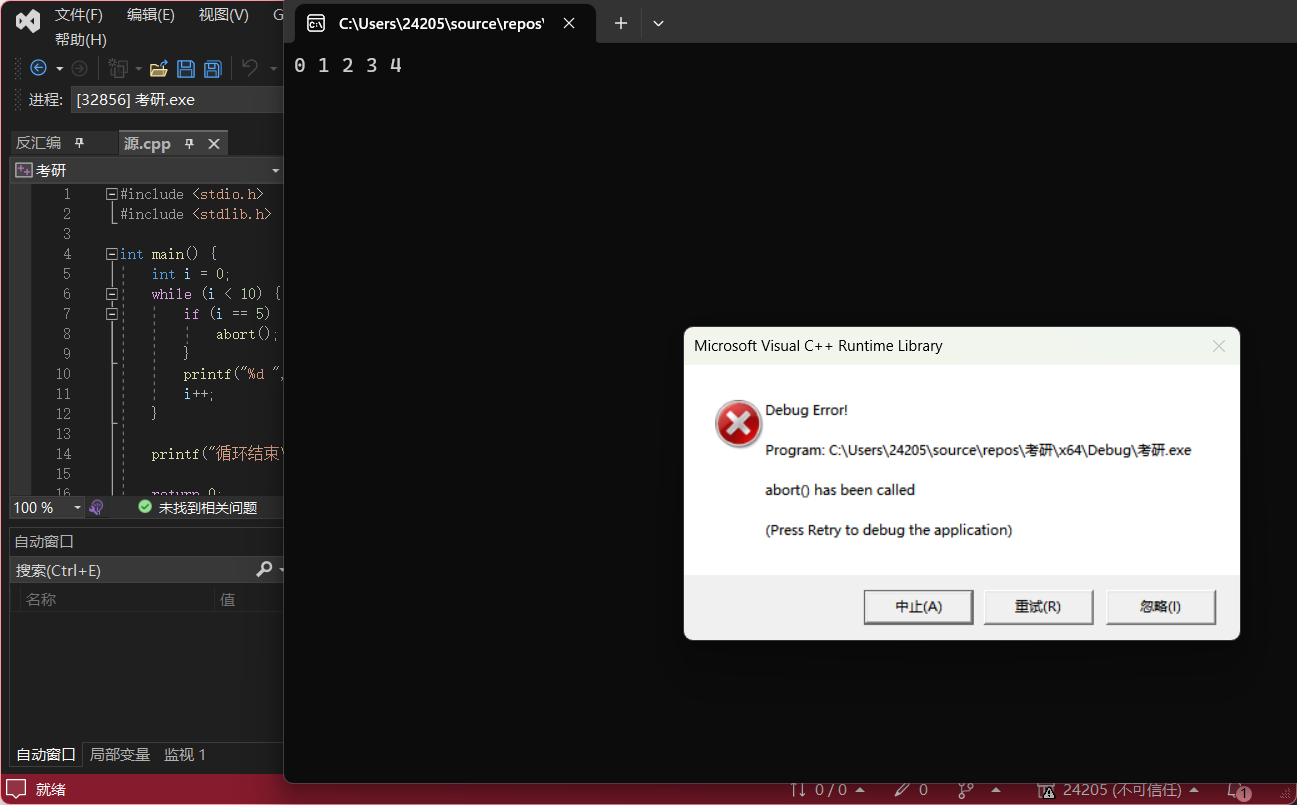 文件(F) 编辑(E) 视图(V) G
帮助(H)
进程: [32856] 考研.exe
反汇编 源.cpp
考研
1 #include <stdio.h>
2 #include <stdlib.h>
3
4 int main() {
5 int i = 0;
6 while (i < 10) {
7 if (i == 5)
8 abort();
9 }
10 printf("%d ",
11 i++;
12 }
13
14 printf("循环结束\
15
16 return 0;
100 % 未找到相关问题
自动窗口
搜索(Ctrl+E)
名称 值
自动窗口 局部变量 监视 1
就绪
C:\Users\24205\source\repos\
0 1 2 3 4
Microsoft Visual C++ Runtime Library
Debug Error!
Program: C:\Users\24205\source\repos\考研\x64\Debug\考研.exe
abort() has been called
(Press Retry to debug the application)
中止(A) 重试(R) 忽略(I)
0 / 0 0 24205 (不可信任) 1